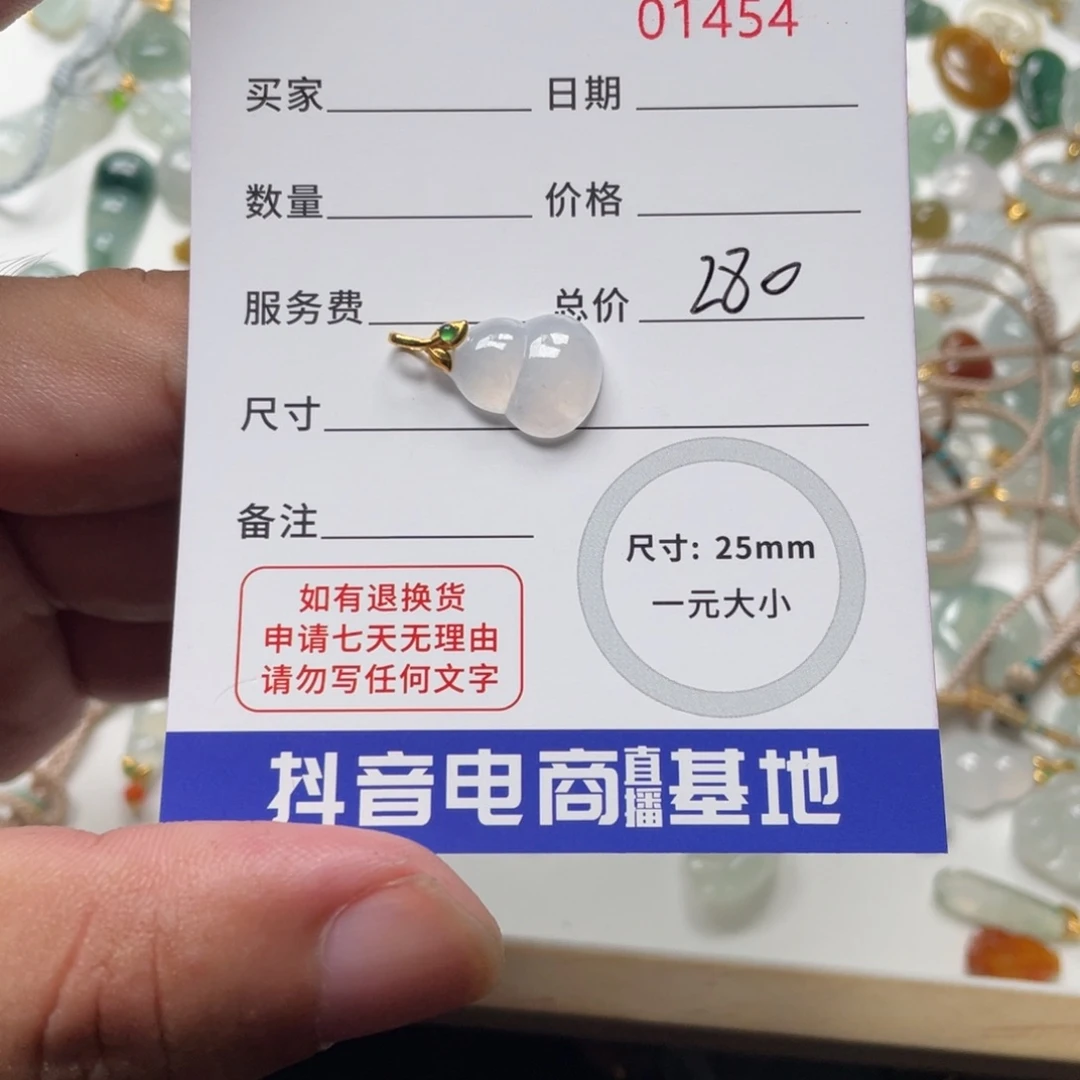 01454
买家 日期
数量 价格
服务费 总价 280
尺寸
备注
尺寸: 25mm
一元大小
如有退换货
申请七天无理由
请勿写任何文字
抖音电商直播基地